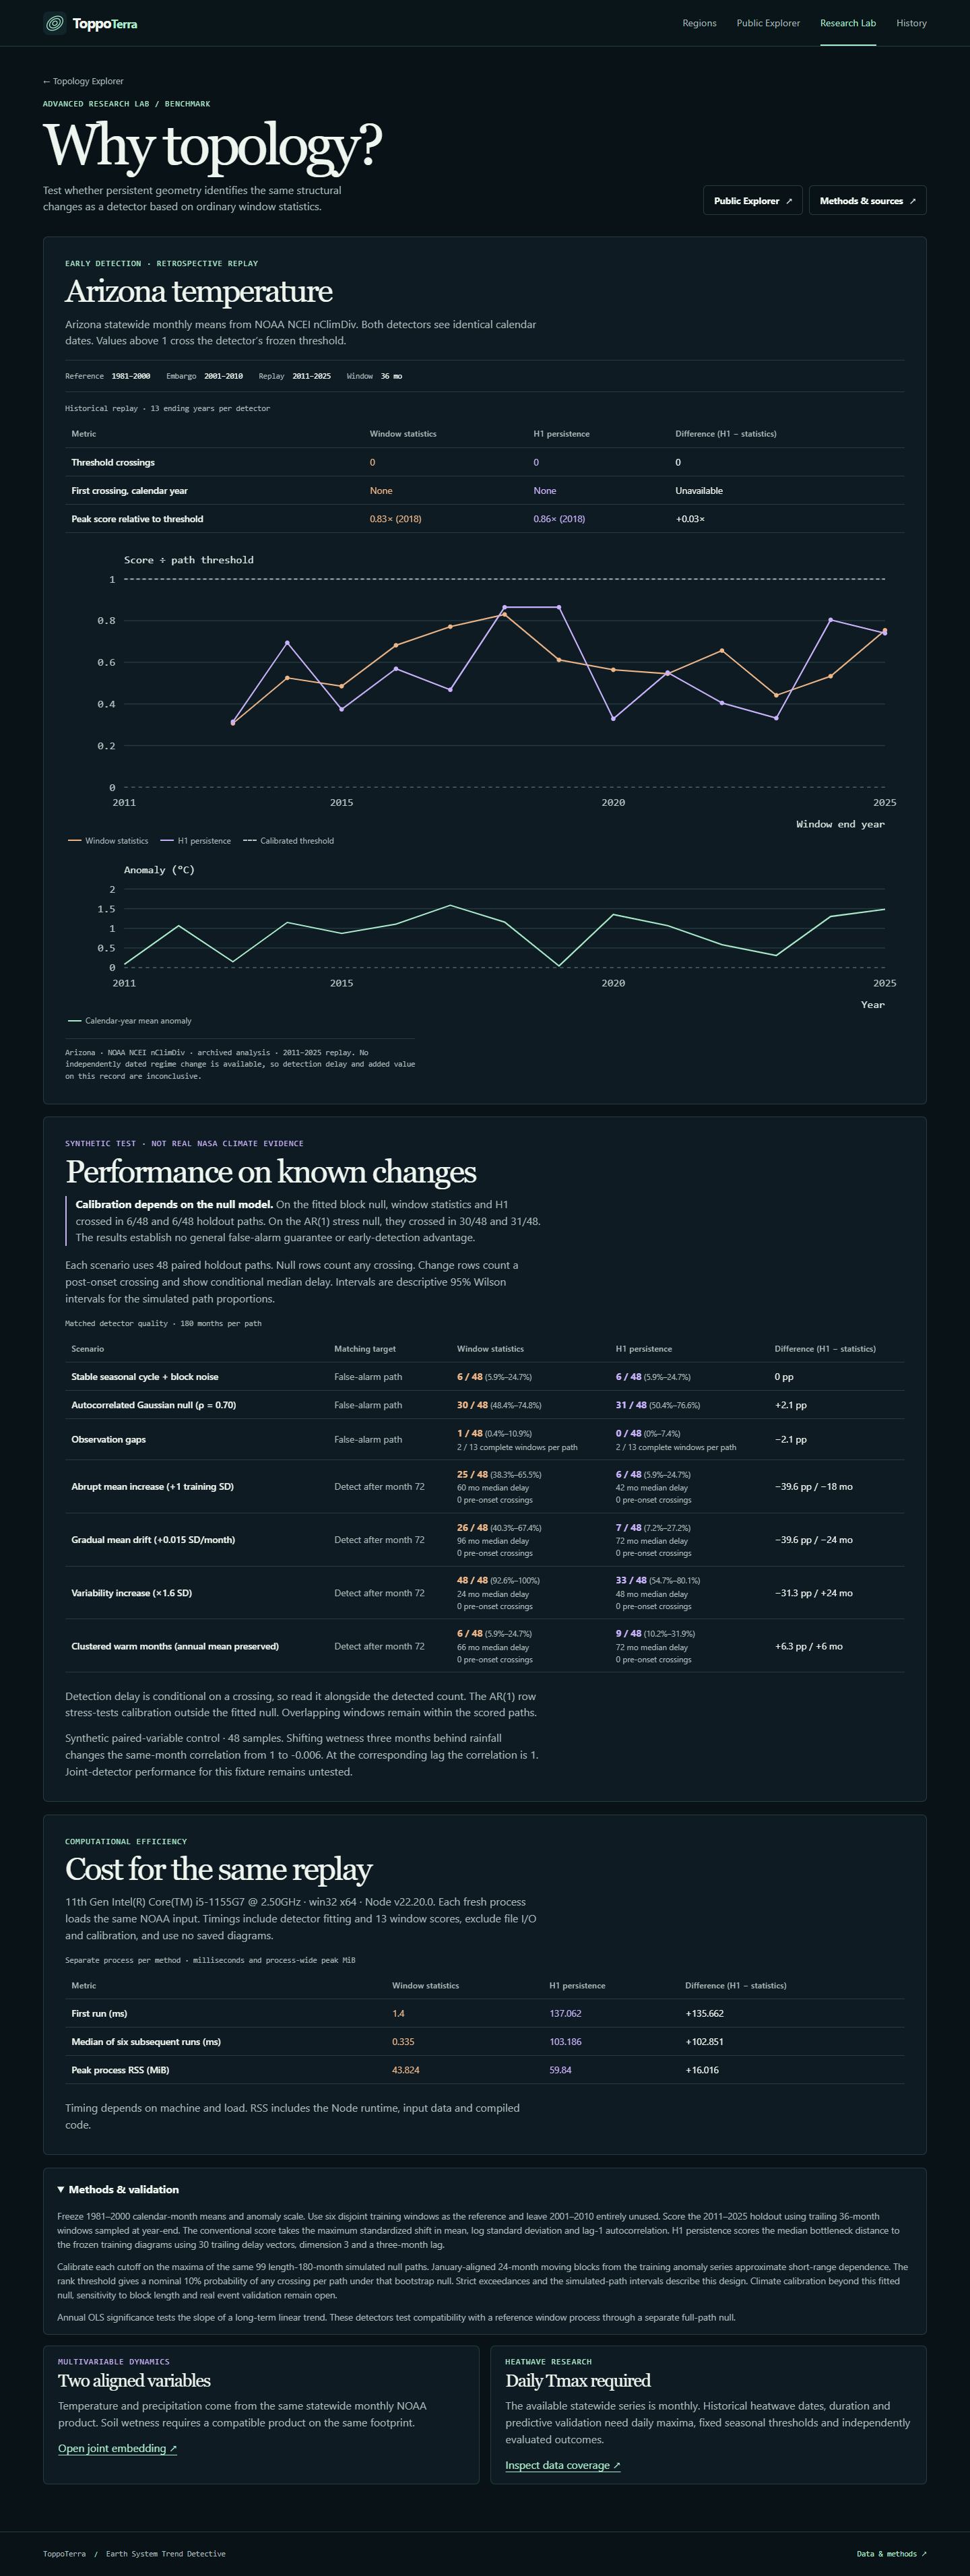 ToppoTerra
Regions Public Explorer Research Lab History
← Topology Explorer
ADVANCED RESEARCH LAB / BENCHMARK
Why topology?
Test whether persistent geometry identifies the same structural
changes as a detector based on ordinary window statistics.
Public Explorer ↗ Methods & sources ↗
EARLY DETECTION · RETROSPECTIVE REPLAY
Arizona temperature
Arizona statewide monthly means from NOAA NCEI nClimDiv. Both detectors see identical calendar
dates. Values above 1 cross the detector's frozen threshold.
Reference 1981–2000 Embargo 2001–2010 Replay 2011–2025 Window 36 mo
Historical replay · 13 ending years per detector
Metric Window statistics H1 persistence Difference (H1 − statistics)
Threshold crossings 0 0 0
First crossing, calendar year None None Unavailable
Peak score relative to threshold 0.83× (2018) 0.86× (2018) +0.03×
Score ÷ path threshold
1
0.8
0.6
0.4
0.2
0
2011 2015 2020 2025
Window end year
Window statistics H1 persistence Calibrated threshold
Anomaly (°C)
2
1.5
1
0.5
0
2011 2015 2020 2025
Year
Calendar-year mean anomaly
Arizona · NOAA NCEI nClimDiv · archived analysis · 2011–2025 replay. No
independently dated regime change is available, so detection delay and added value
on this record are inconclusive.
SYNTHETIC TEST · NOT REAL NASA CLIMATE EVIDENCE
Performance on known changes
Calibration depends on the null model. On the fitted block null, window statistics and H1
crossed in 6/48 and 6/48 holdout paths. On the AR(1) stress null, they crossed in 30/48 and 31/48.
The results establish no general false-alarm guarantee or early-detection advantage.
Each scenario uses 48 paired holdout paths. Null rows count any crossing. Change rows count a
post-onset crossing and show conditional median delay. Intervals are descriptive 95% Wilson
intervals for the simulated path proportions.
Matched detector quality · 180 months per path
Scenario Matching target Window statistics H1 persistence Difference (H1 − statistics)
Stable seasonal cycle + block noise False-alarm path 6 / 48 (5.9%–24.7%) 6 / 48 (5.9%–24.7%) 0 pp
Autocorrelated Gaussian null (ρ = 0.70) False-alarm path 30 / 48 (48.4%–74.8%) 31 / 48 (50.4%–76.6%) +2.1 pp
Observation gaps False-alarm path 1 / 48 (0.4%–10.9%) 0 / 48 (0%–7.4%) −2.1 pp
2 / 13 complete windows per path 2 / 13 complete windows per path
Abrupt mean increase (+1 training SD) Detect after month 72 25 / 48 (38.3%–65.5%) 6 / 48 (5.9%–24.7%) −39.6 pp / −18 mo
60 mo median delay 42 mo median delay
0 pre-onset crossings 0 pre-onset crossings
Gradual mean drift (+0.015 SD/month) Detect after month 72 26 / 48 (40.3%–67.4%) 7 / 48 (7.2%–27.2%) −39.6 pp / −24 mo
96 mo median delay 72 mo median delay
0 pre-onset crossings 0 pre-onset crossings
Variability increase (×1.6 SD) Detect after month 72 48 / 48 (92.6%–100%) 33 / 48 (54.7%–80.1%) −31.3 pp / +24 mo
24 mo median delay 48 mo median delay
0 pre-onset crossings 0 pre-onset crossings
Clustered warm months (annual mean preserved) Detect after month 72 6 / 48 (5.9%–24.7%) 9 / 48 (10.2%–31.9%) +6.3 pp / +6 mo
66 mo median delay 72 mo median delay
0 pre-onset crossings 0 pre-onset crossings
Detection delay is conditional on a crossing, so read it alongside the detected count. The AR(1) row
stress-tests calibration outside the fitted null. Overlapping windows remain within the scored paths.
Synthetic paired-variable control · 48 samples. Shifting wetness three months behind rainfall
changes the same-month correlation from 1 to -0.006. At the corresponding lag the correlation is 1.
Joint-detector performance for this fixture remains untested.
COMPUTATIONAL EFFICIENCY
Cost for the same replay
11th Gen Intel(R) Core(TM) i5-1155G7 @ 2.50GHz · win32 x64 · Node v22.20.0. Each fresh process
loads the same NOAA input. Timings include detector fitting and 13 window scores, exclude file I/O
and calibration, and use no saved diagrams.
Separate process per method · milliseconds and process-wide peak MiB
Metric Window statistics H1 persistence Difference (H1 − statistics)
First run (ms) 1.4 137.062 +135.662
Median of six subsequent runs (ms) 0.335 103.186 +102.851
Peak process RSS (MiB) 43.824 59.84 +16.016
Timing depends on machine and load. RSS includes the Node runtime, input data and compiled
code.
▼ Methods & validation
Freeze 1981–2000 calendar-month means and anomaly scale. Use six disjoint training windows as the reference and leave 2001–2010 entirely unused. Score the 2011–2025 holdout using trailing 36-month
windows sampled at year-end. The conventional score takes the maximum standardized shift in mean, log standard deviation and lag-1 autocorrelation. H1 persistence scores the median bottleneck distance to
the frozen training diagrams using 30 trailing delay vectors, dimension 3 and a three-month lag.
Calibrate each cutoff on the maxima of the same 99 length-180-month simulated null paths. January-aligned 24-month moving blocks from the training anomaly series approximate short-range dependence. The
rank threshold gives a nominal 10% probability of any crossing per path under that bootstrap null. Strict exceedances and the simulated-path intervals describe this design. Climate calibration beyond this fitted
null, sensitivity to block length and real event validation remain open.
Annual OLS significance tests the slope of a long-term linear trend. These detectors test compatibility with a reference window process through a separate full-path null.
MULTIVARIABLE DYNAMICS
Two aligned variables
Temperature and precipitation come from the same statewide monthly NOAA
product. Soil wetness requires a compatible product on the same footprint.
Open joint embedding ↗
HEATWAVE RESEARCH
Daily Tmax required
The available statewide series is monthly. Historical heatwave dates, duration and
predictive validation need daily maxima, fixed seasonal thresholds and independently
evaluated outcomes.
Inspect data coverage ↗
ToppoTerra / Earth System Trend Detective
Data & methods ↗